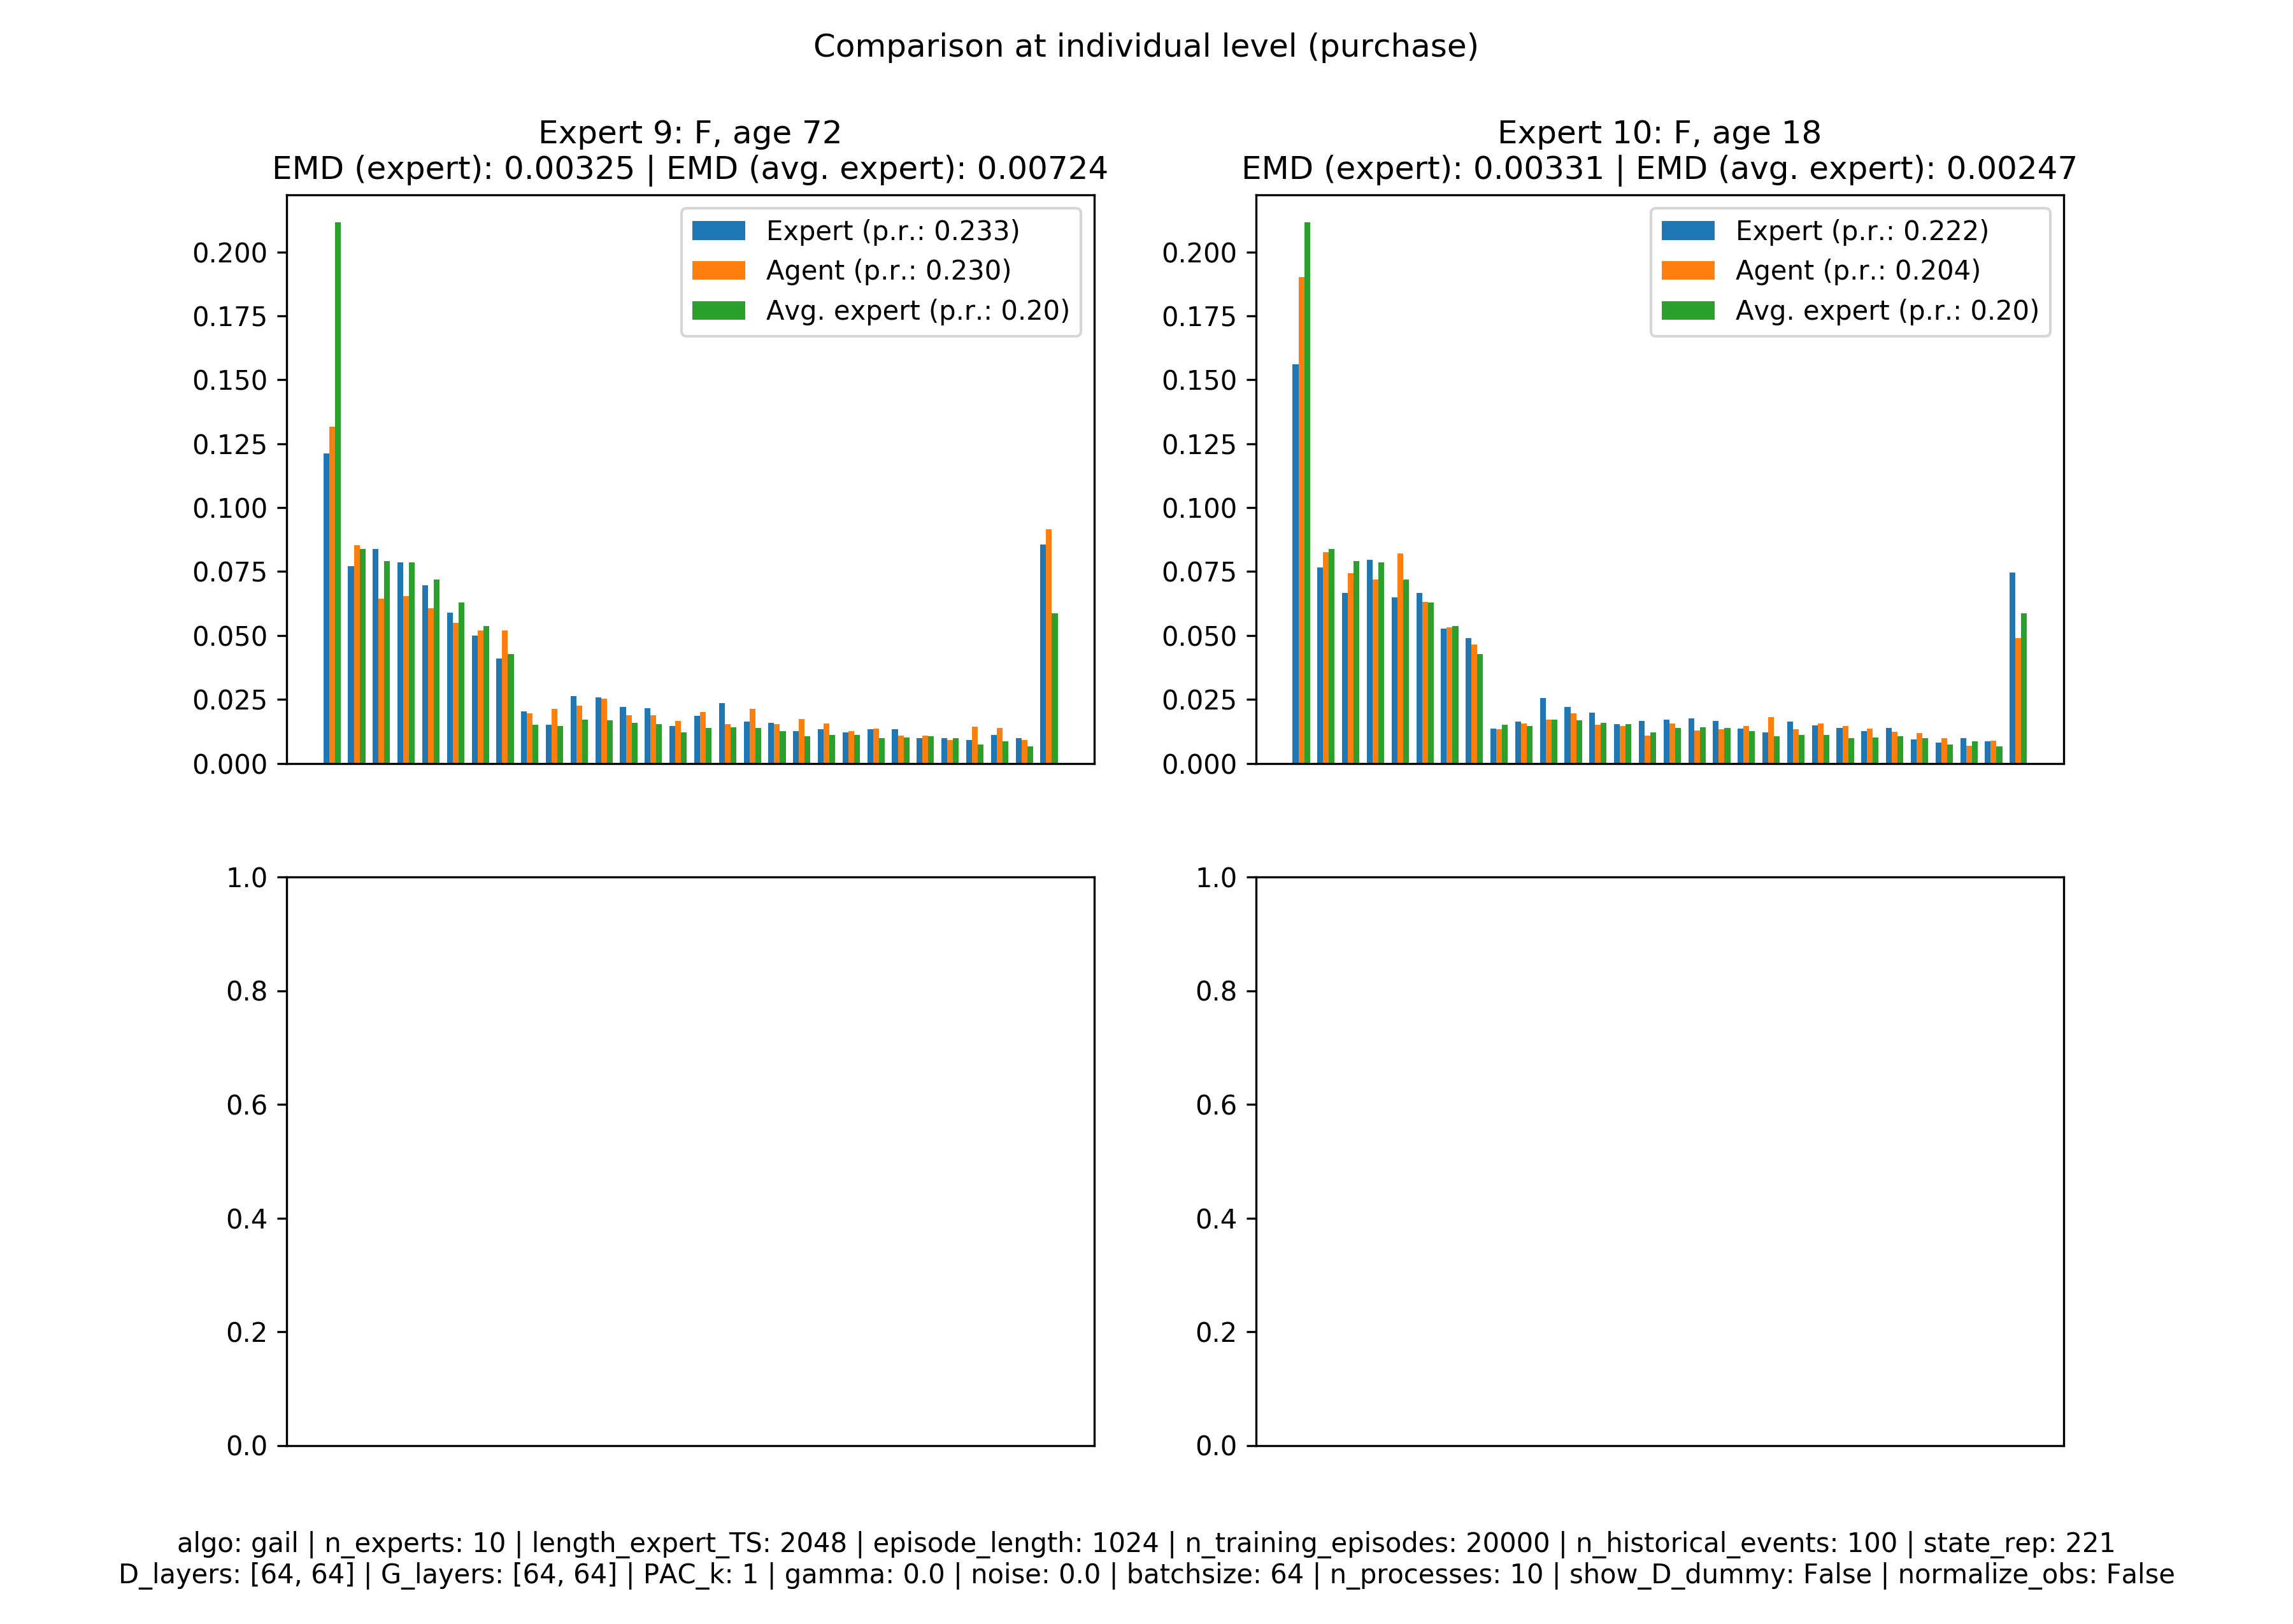 Comparison at individual level (purchase)
Expert 9: F, age 72
EMD (expert): 0.00325 | EMD (avg. expert): 0.00724
Expert (p.r.: 0.233)
Agent (p.r.: 0.230)
Avg. expert (p.r.: 0.20)
0.200
0.175
0.150
0.125
0.100
0.075
0.050
0.025
0.000
Expert 10: F, age 18
EMD (expert): 0.00331 | EMD (avg. expert): 0.00247
Expert (p.r.: 0.222)
Agent (p.r.: 0.204)
Avg. expert (p.r.: 0.20)
0.200
0.175
0.150
0.125
0.100
0.075
0.050
0.025
0.000
1.0
0.8
0.6
0.4
0.2
0.0
1.0
0.8
0.6
0.4
0.2
0.0
algo: gail | n_experts: 10 | length_expert_TS: 2048 | episode_length: 1024 | n_training_episodes: 20000 | n_historical_events: 100 | state_rep: 221
D_layers: [64, 64] | G_layers: [64, 64] | PAC_k: 1 | gamma: 0.0 | noise: 0.0 | batchsize: 64 | n_processes: 10 | show_D_dummy: False | normalize_obs: False